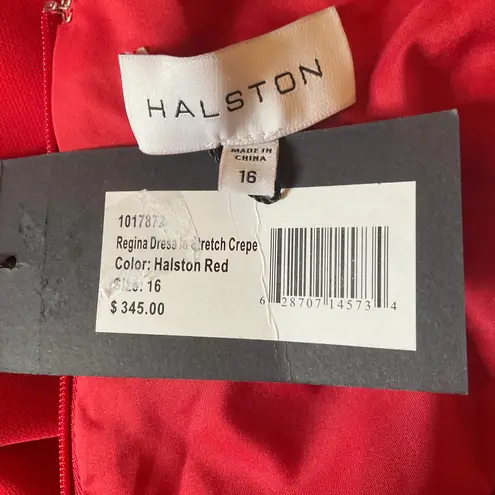 HALSTON
MADE IN
CHINA
16
1017873
Regina Dress in Stretch Crepe
Color: Halston Red
Size: 16
$ 345.00
6 28707 14573 4